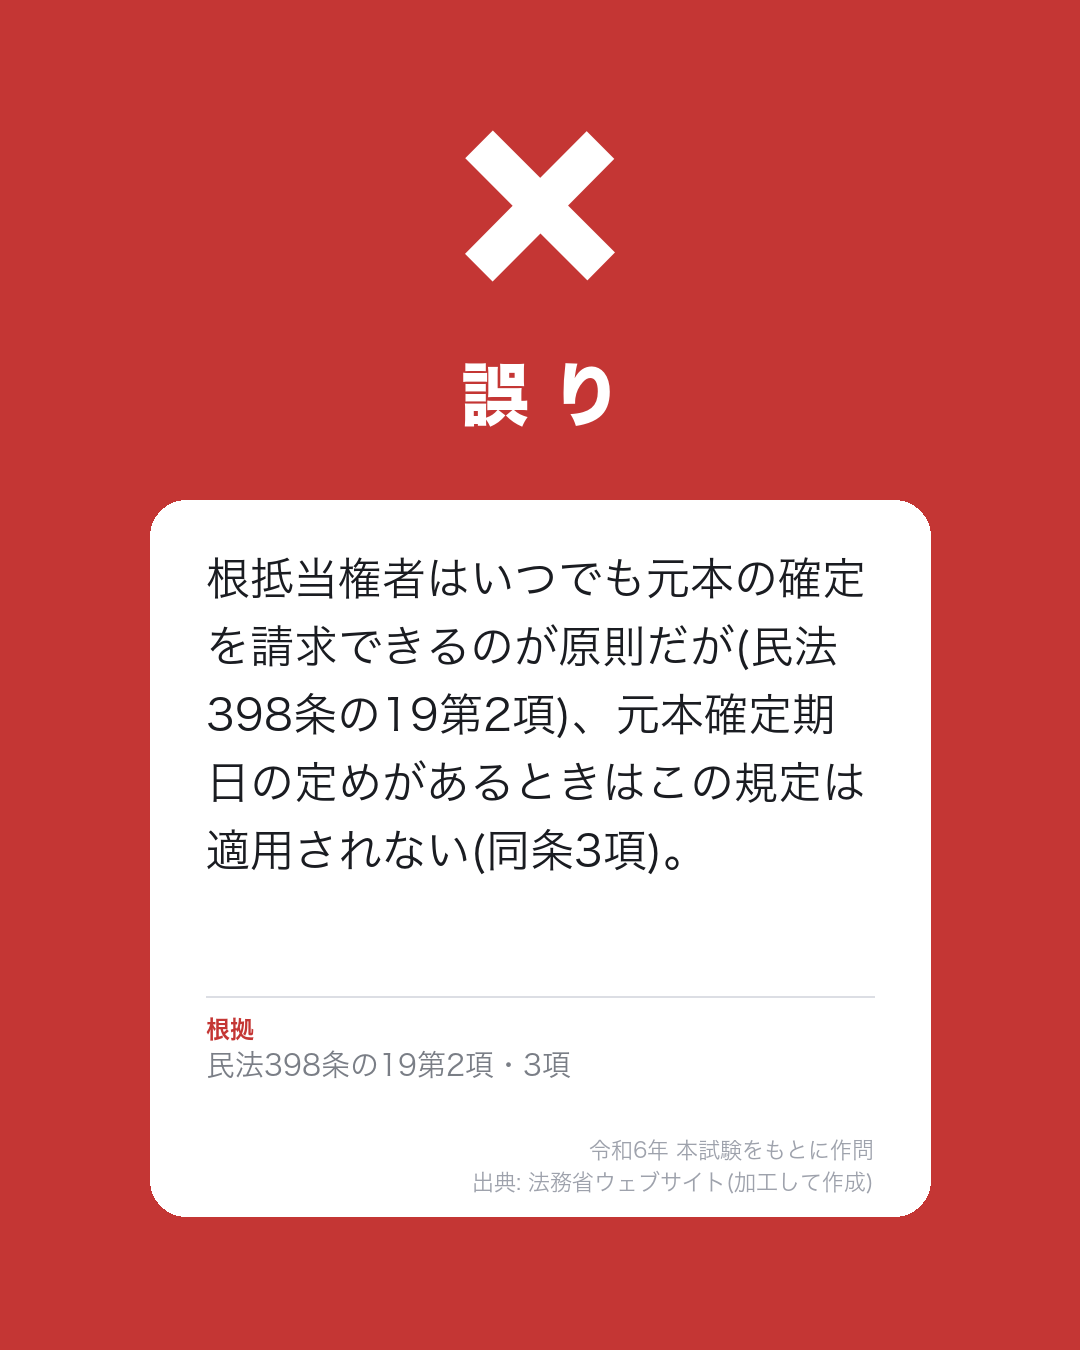 誤り
根抵当権者はいつでも元本の確定
を請求できるのが原則だが(民法
398条の19第2項)、元本確定期
日の定めがあるときはこの規定は
適用されない(同条3項)。
根拠
民法398条の19第2項・3項
令和6年 本試験をもとに作問
出典: 法務省ウェブサイト(加工して作成)